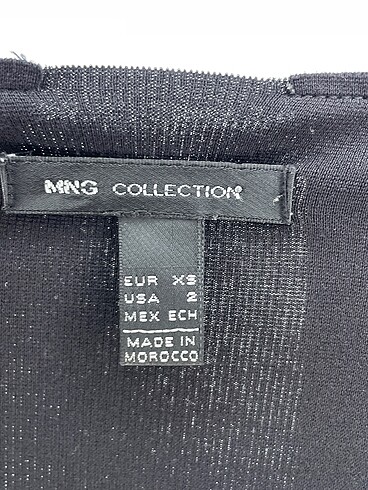 MNG COLLECTION
EUR XS
USA 2
MEX ECH
MADE IN
MOROCCO